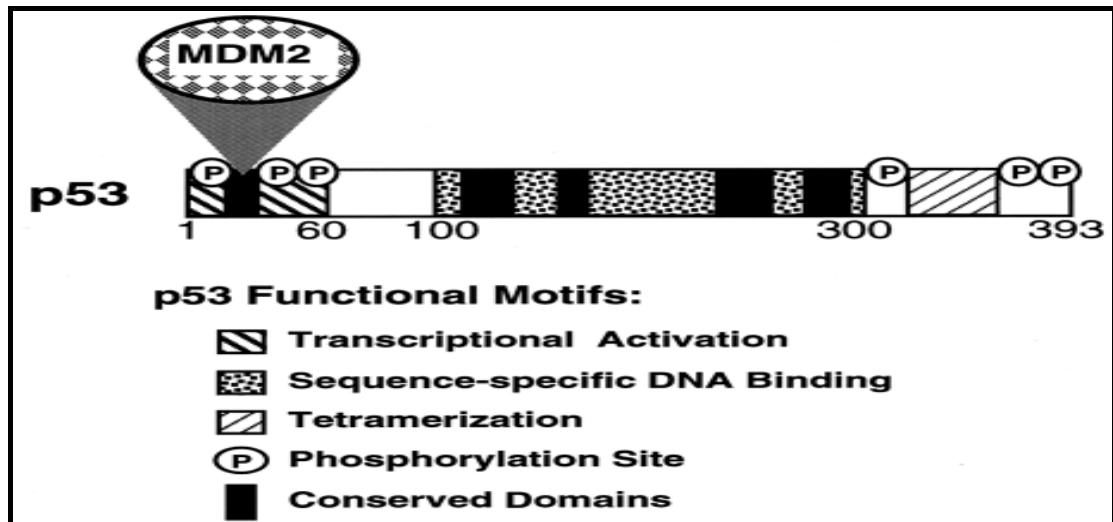 MDM2
P P P P P P
p53
1 60 100 300 393
p53 Functional Motifs:
Transcriptional Activation
Sequence-specific DNA Binding
Tetramerization
P Phosphorylation Site
Conserved Domains